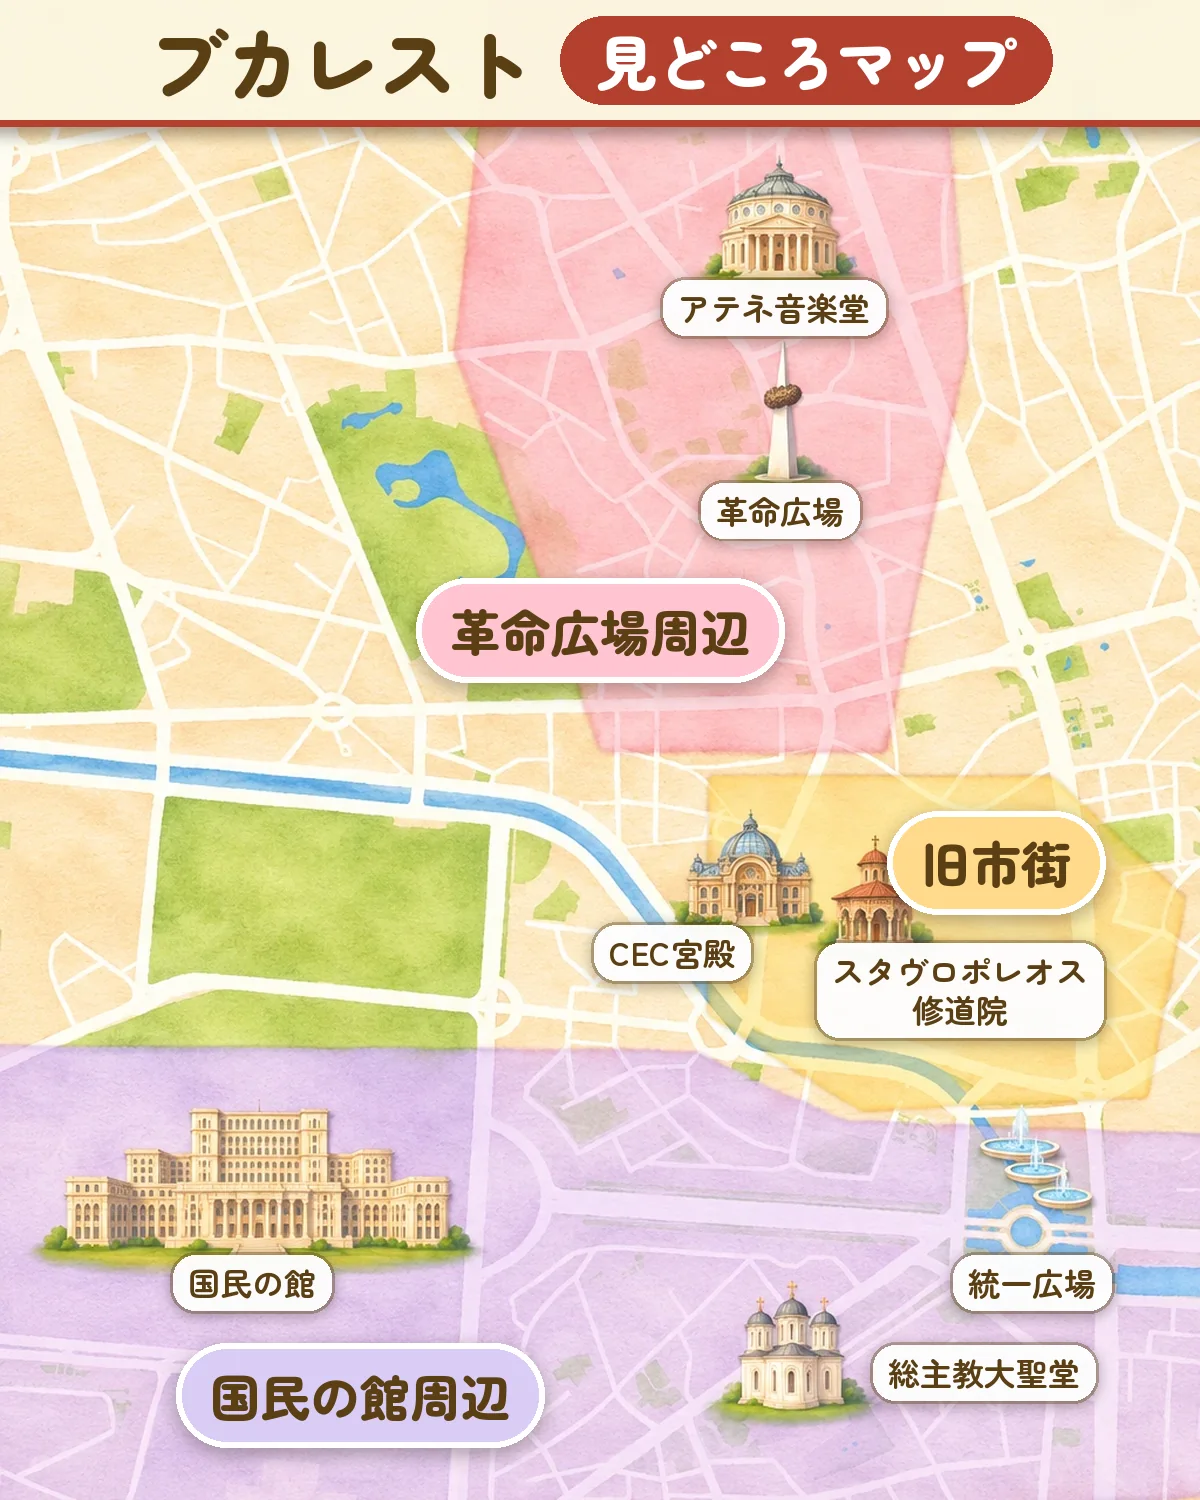 ブカレスト 見どころマップ
アテネ音楽堂
革命広場
革命広場周辺
旧市街
CEC宮殿
スタヴロポレオス
修道院
国民の館
統一広場
総主教大聖堂
国民の館周辺